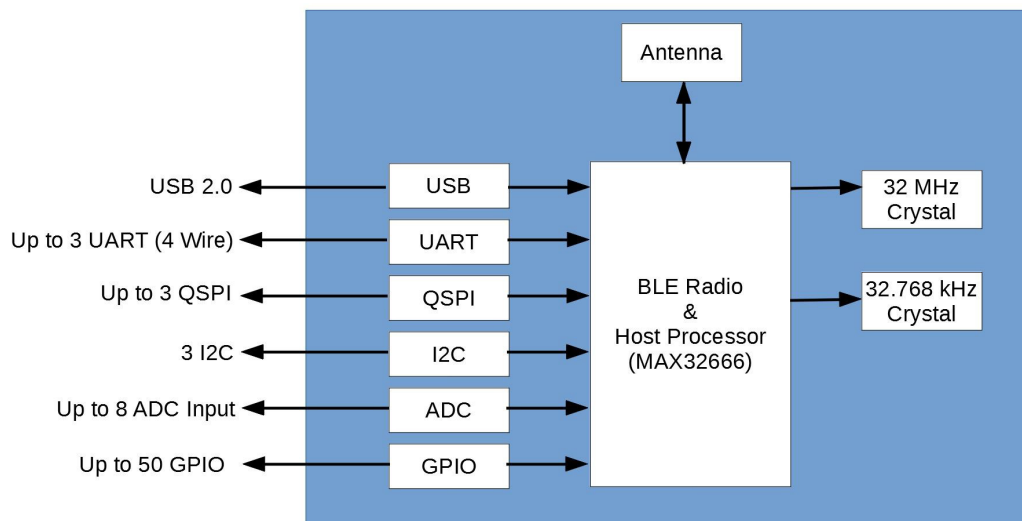 Antenna
USB 2.0
USB
32 MHz
Crystal
Up to 3 UART (4 Wire)
UART
Up to 3 QSPI
QSPI
BLE Radio
&
Host Processor
(MAX32666)
32.768 kHz
Crystal
3 I2C
I2C
Up to 8 ADC Input
ADC
Up to 50 GPIO
GPIO